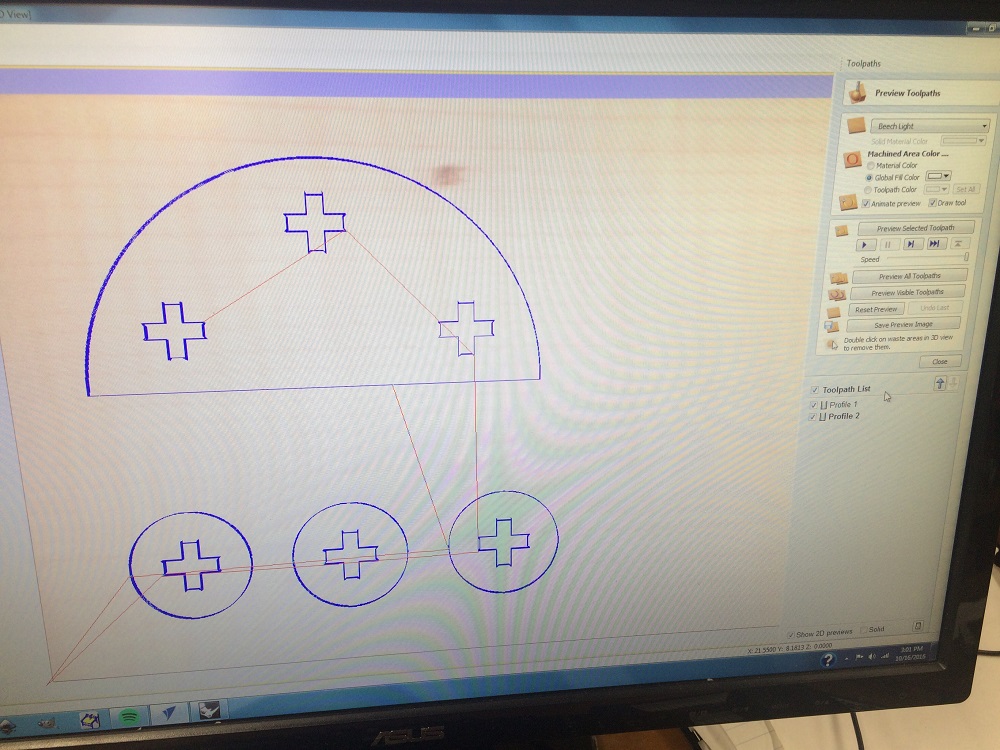 D View]
Toolpaths
Preview Toolpaths
Beech Light
Solid Material Color
Machined Area Color ....
Material Color
Global Fill Color
Toolpath Color Set All
Animate preview Draw tool
Preview Selected Toolpath
Speed
Preview All Toolpaths
Preview Visible Toolpaths
Reset Preview Undo Last
Save Preview Image
Double click on waste areas in 3D view
to remove them.
Close
Toolpath List
Profile 1
Profile 2
Show 2D previews Solid
X: 21.5500 Y: 8.1813 Z: 0.0000
3:01 PM
10/16/2015
ASUS